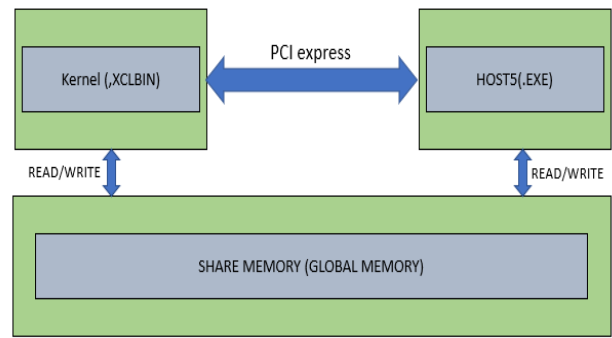 PCI express
Kernel (,XCLBIN)
HOST5(.EXE)
READ/WRITE
READ/WRITE
SHARE MEMORY (GLOBAL MEMORY)